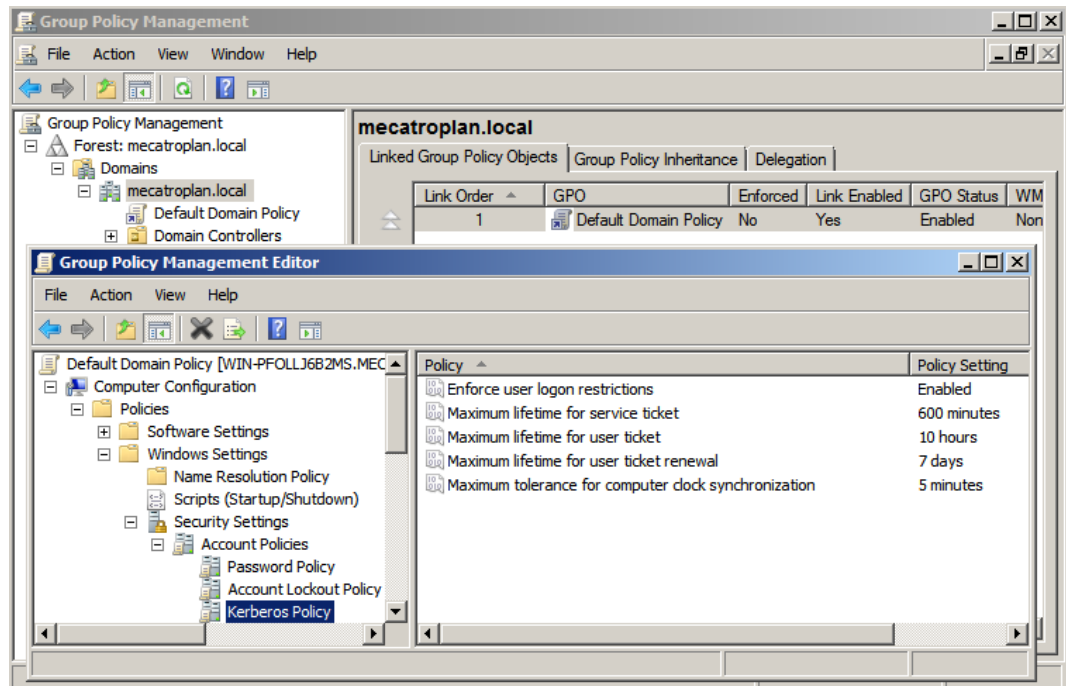 Group Policy Management
File Action View Window Help
Group Policy Management
Forest: mecatroplan.local
Domains
mecatroplan.local
Default Domain Policy
Domain Controllers
mecatroplan.local
Linked Group Policy Objects Group Policy Inheritance Delegation
Link Order GPO Enforced Link Enabled GPO Status WM
1 Default Domain Policy No Yes Enabled Non
Group Policy Management Editor
File Action View Help
Default Domain Policy [WIN-PFOLLJ6B2MS.MEC
Computer Configuration
Policies
Software Settings
Windows Settings
Name Resolution Policy
Scripts (Startup/Shutdown)
Security Settings
Account Policies
Password Policy
Account Lockout Policy
Kerberos Policy
Policy Policy Setting
Enforce user logon restrictions Enabled
Maximum lifetime for service ticket 600 minutes
Maximum lifetime for user ticket 10 hours
Maximum lifetime for user ticket renewal 7 days
Maximum tolerance for computer clock synchronization 5 minutes